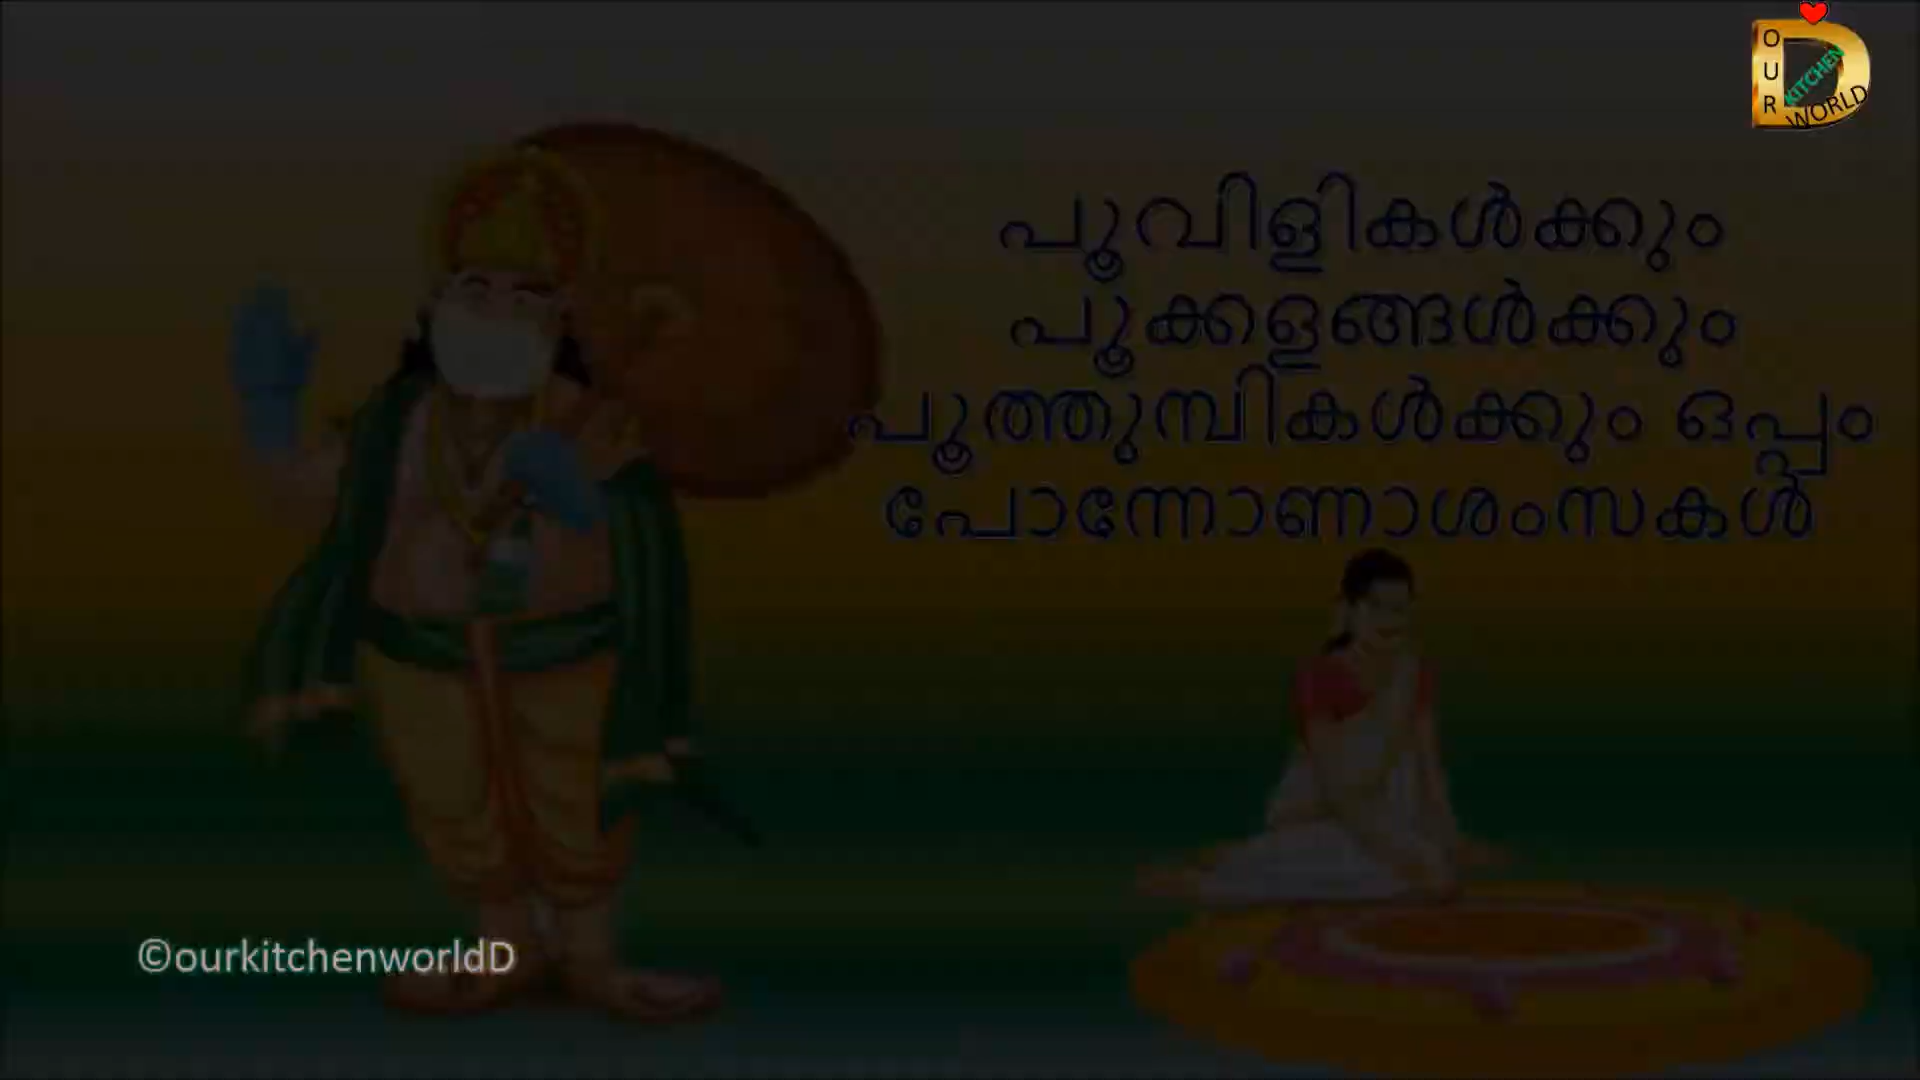 OUR
KITCHEN
WORLD
പൂവിളികൾക്കും
പൂക്കളങ്ങൾക്കും
പൂത്തുമ്പികൾക്കും ഒപ്പം
പോന്നോണാശംസകൾ
©ourkitchenworldD